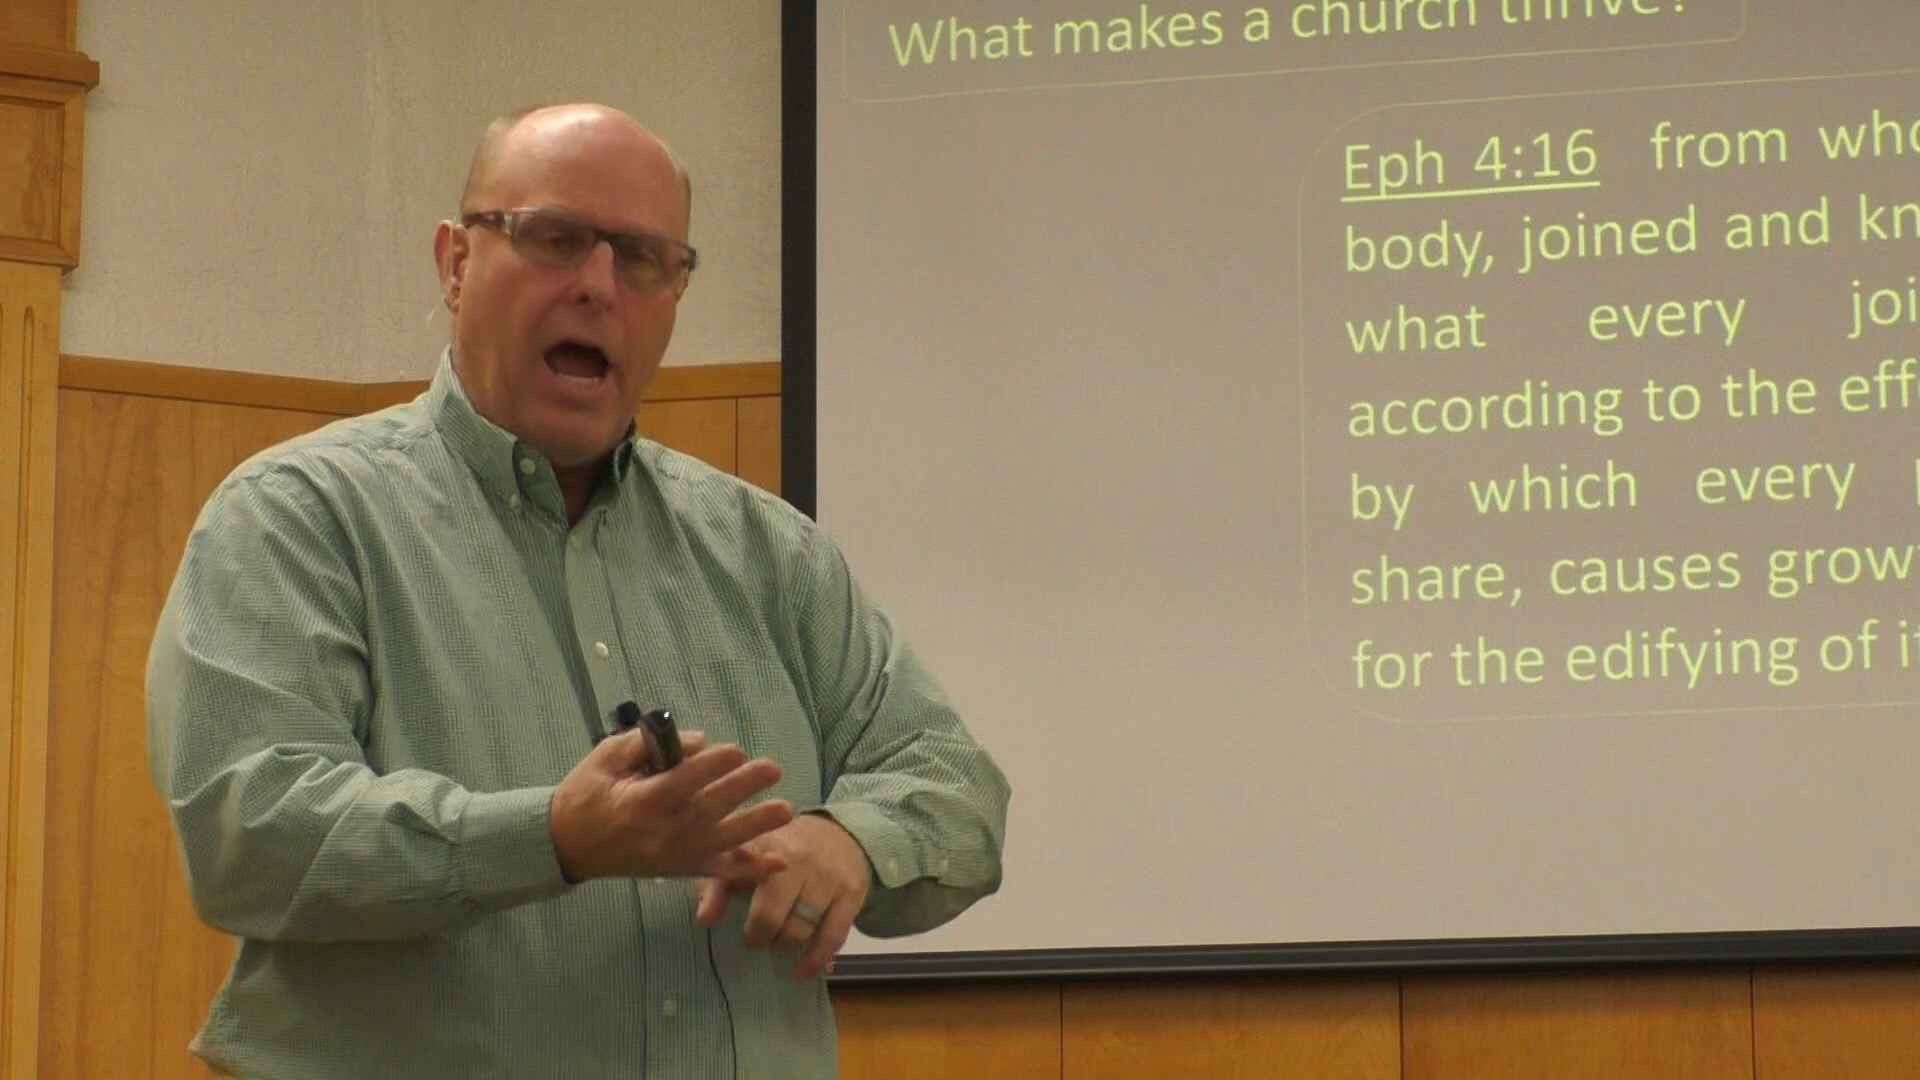 What makes a church thrive?
Eph 4:16 from who
body, joined and kn
what every joi
according to the eff
by which every
share, causes grow
for the edifying of